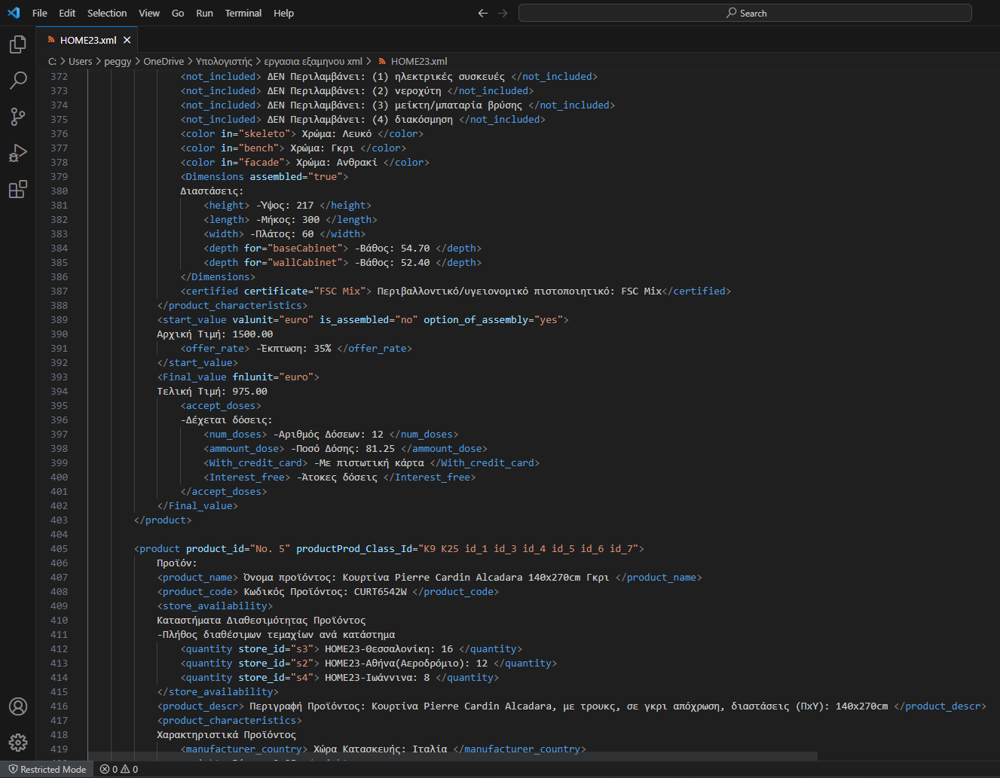 File Edit Selection View Go Run Terminal Help
Search
HOME23.xml
C: > Users > peggy > OneDrive > Υπολογιστής > εργασια εξαμηνου xml > HOME23.xml
372 <not_included> ΔΕΝ Περιλαμβάνει: (1) ηλεκτρικές συσκευές </not_included>
373 <not_included> ΔΕΝ Περιλαμβάνει: (2) νεροχύτη </not_included>
374 <not_included> ΔΕΝ Περιλαμβάνει: (3) μείκτη/μπαταρία βρύσης </not_included>
375 <not_included> ΔΕΝ Περιλαμβάνει: (4) διακόσμηση </not_included>
376 <color in="skeleto"> Χρώμα: Λευκό </color>
377 <color in="bench"> Χρώμα: Γκρι </color>
378 <color in="facade"> Χρώμα: Ανθρακί </color>
379 <Dimensions assembled="true">
380 Διαστάσεις:
381 <height> -Ύψος: 217 </height>
382 <length> -Μήκος: 300 </length>
383 <width> -Πλάτος: 60 </width>
384 <depth for="baseCabinet"> -Βάθος: 54.70 </depth>
385 <depth for="wallCabinet"> -Βάθος: 52.40 </depth>
386 </Dimensions>
387 <certified certificate="FSC Mix"> Περιβαλλοντικό/υγειονομικό πιστοποιητικό: FSC Mix</certified>
388 </product_characteristics>
389 <start_value valunit="euro" is_assembled="no" option_of_assembly="yes">
390 Αρχική Τιμή: 1500.00
391 <offer_rate> -Έκπτωση: 35% </offer_rate>
392 </start_value>
393 <Final_value fnlunit="euro">
394 Τελική Τιμή: 975.00
395 <accept_doses>
396 -Δέχεται δόσεις:
397 <num_doses> -Αριθμός Δόσεων: 12 </num_doses>
398 <ammount_dose> -Ποσό Δόσης: 81.25 </ammount_dose>
399 <With_credit_card> -Με πιστωτική κάρτα </With_credit_card>
400 <Interest_free> -Άτοκες δόσεις </Interest_free>
401 </accept_doses>
402 </Final_value>
403 </product>
404
405 <product product_id="No. 5" productProd_Class_Id="K9 K25 id_1 id_3 id_4 id_5 id_6 id_7">
406 Προϊόν:
407 <product_name> Όνομα προϊόντος: Κουρτίνα Pierre Cardin Alcadara 140x270cm Γκρι </product_name>
408 <product_code> Κωδικός Προϊόντος: CURT6542W </product_code>
409 <store_availability>
410 Καταστήματα Διαθεσιμότητας Προϊόντος
411 -Πλήθος διαθέσιμων τεμαχίων ανά κατάστημα
412 <quantity store_id="s3"> HOME23-Θεσσαλονίκη: 16 </quantity>
413 <quantity store_id="s2"> HOME23-Αθήνα(Αεροδρόμιο): 12 </quantity>
414 <quantity store_id="s4"> HOME23-Ιωάννινα: 8 </quantity>
415 </store_availability>
416 <product_descr> Περιγραφή Προϊόντος: Κουρτίνα Pierre Cardin Alcadara, με τρουκς, σε γκρι απόχρωση, διαστάσεις (ΠxΥ): 140x270cm </product_descr>
417 <product_characteristics>
418 Χαρακτηριστικά Προϊόντος
419 <manufacturer_country> Χώρα Κατασκευής: Ιταλία </manufacturer_country>
Restricted Mode 0 0